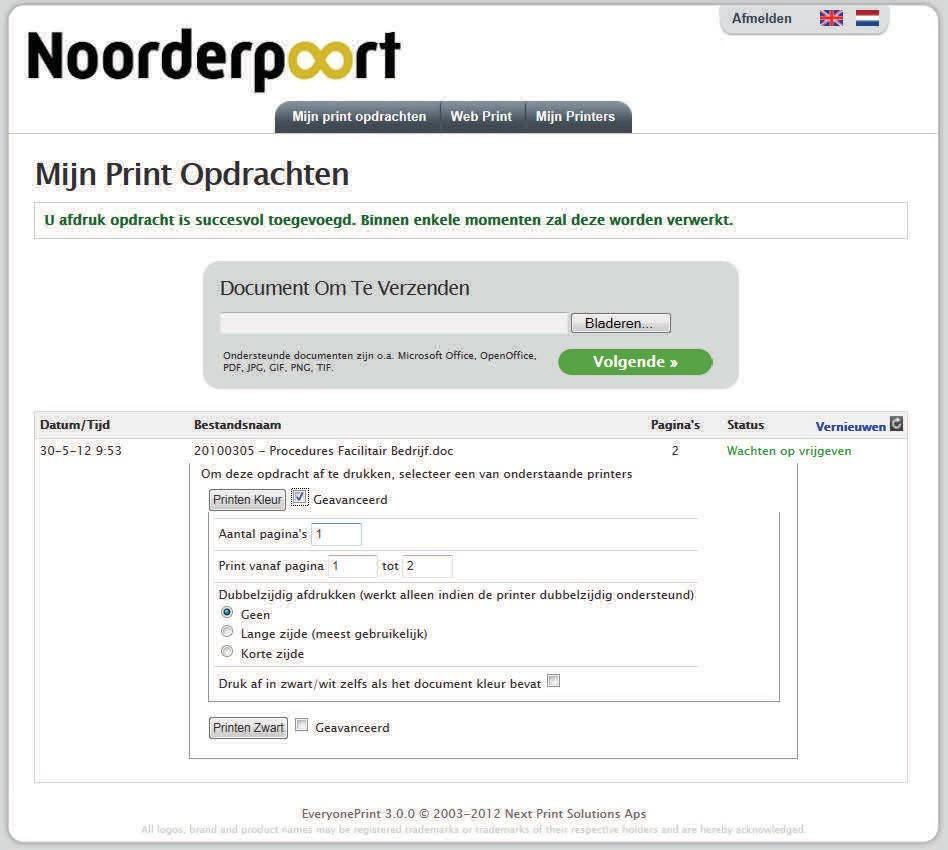 Afmelden
Noorderpoort
Mijn print opdrachten Web Print Mijn Printers
Mijn Print Opdrachten
U afdruk opdracht is succesvol toegevoegd. Binnen enkele momenten zal deze worden verwerkt.
Document Om Te Verzenden
Bladeren...
Ondersteunde documenten zijn o.a. Microsoft Office, OpenOffice,
PDF, JPG, GIF, PNG, TIF.
Volgende »
Datum/Tijd Bestandsnaam Pagina's Status Vernieuwen
30-5-12 9:53 20100305 - Procedures Facilitair Bedrijf.doc 2 Wachten op vrijgeven
Om deze opdracht af te drukken, selecteer een van onderstaande printers
Printen Kleur Geavanceerd
Aantal pagina's 1
Print vanaf pagina 1 tot 2
Dubbelzijdig afdrukken (werkt alleen indien de printer dubbelzijdig ondersteund)
Geen
Lange zijde (meest gebruikelijk)
Korte zijde
Druk af in zwart/wit zelfs als het document kleur bevat
Printen Zwart Geavanceerd
EveryonePrint 3.0.0 © 2003-2012 Next Print Solutions Aps
All logos, brand and product names may be registered trademarks or trademarks of their respective holders and are hereby acknowledged.